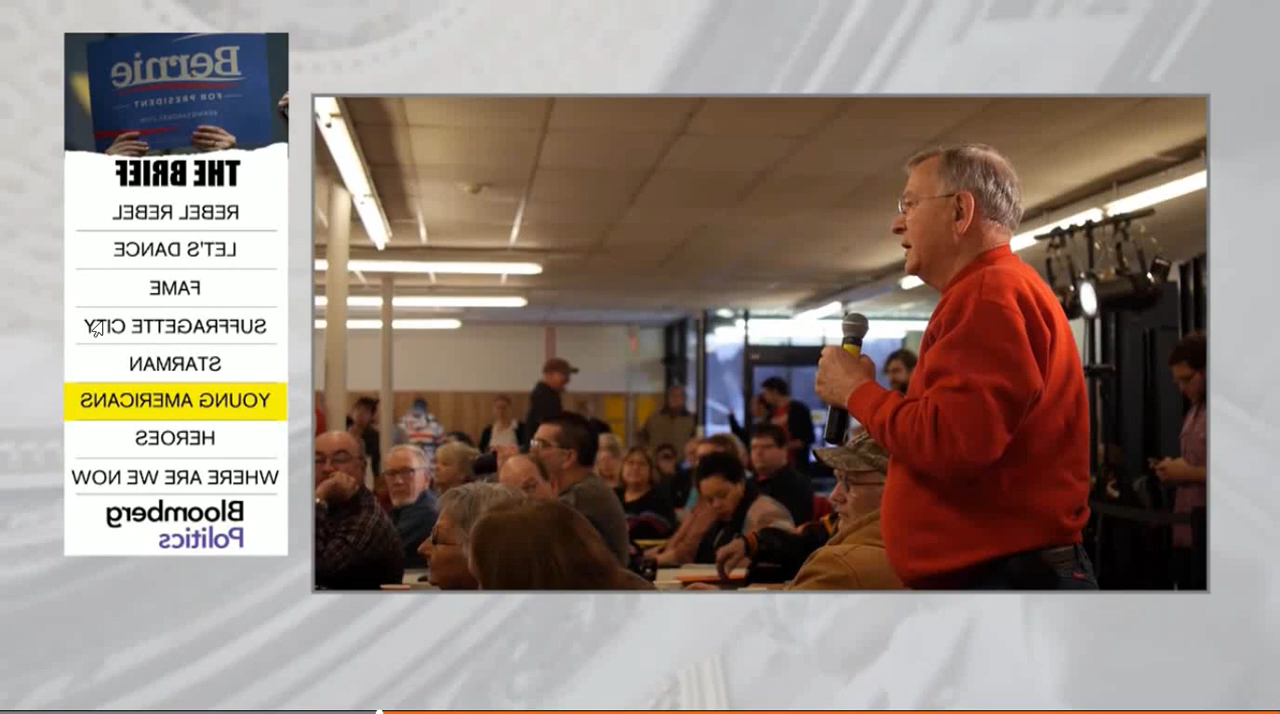 Bernie
FOR PRESIDENT
THE BRIEF
REBEL REBEL
LET'S DANCE
FAME
SUFFRAGETTE CITY
STARMAN
YOUNG AMERICANS
HEROES
WHERE ARE WE NOW
Bloomberg
Politics